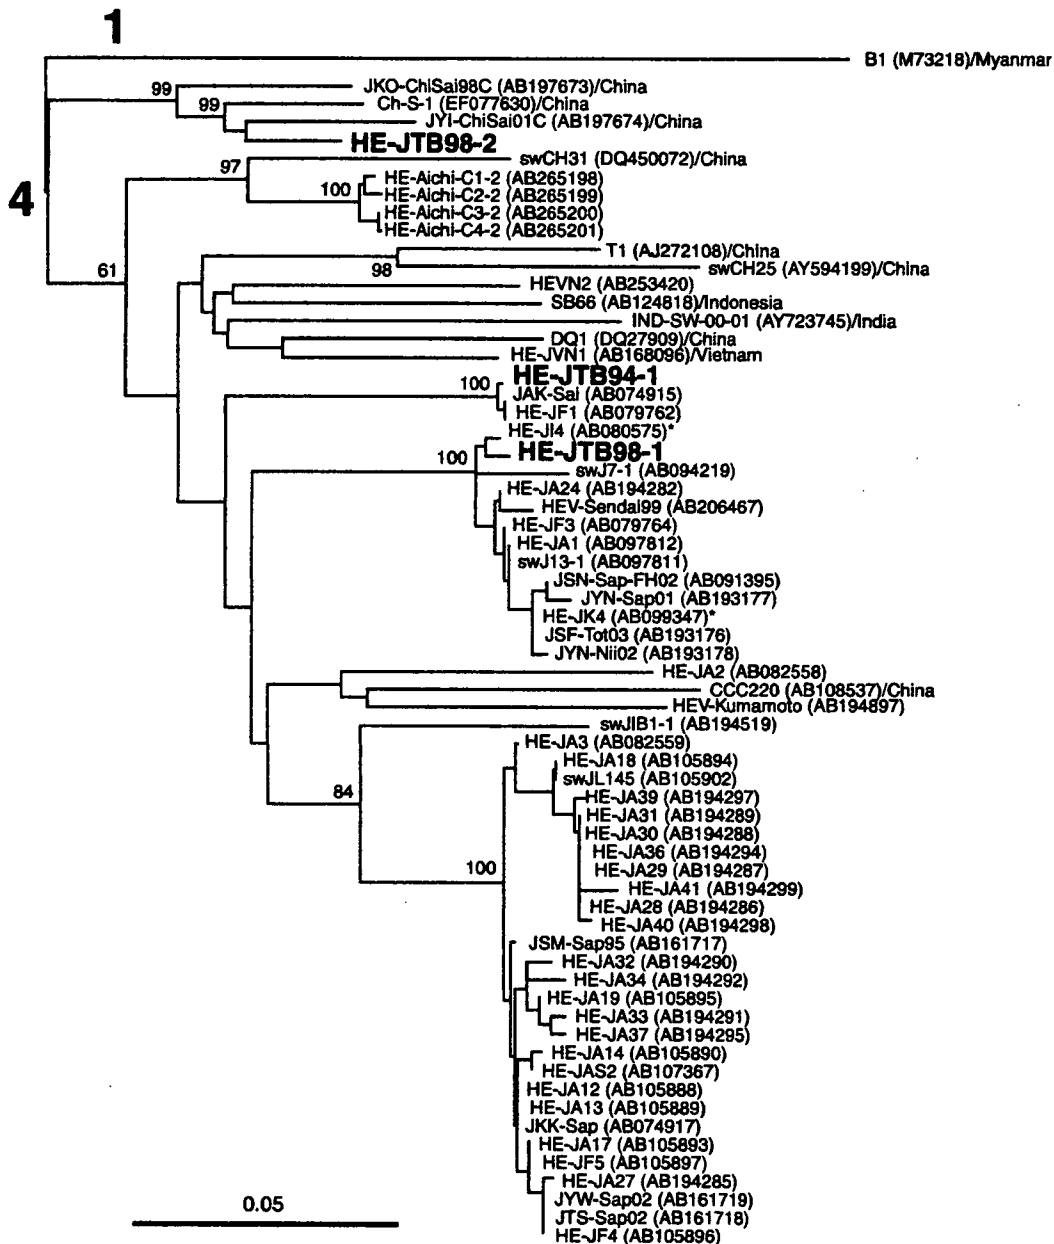 1
B1 (M73218)/Myanmar
99
JKO-ChiSai98C (AB197673)/China
99
Ch-S-1 (EF077630)/China
JYI-ChiSai01C (AB197674)/China
HE-JTB98-2
97
swCH31 (DQ450072)/China
4
100
HE-Aichi-C1-2 (AB265198)
HE-Aichi-C2-2 (AB265199)
HE-Aichi-C3-2 (AB265200)
HE-Aichi-C4-2 (AB265201)
T1 (AJ272108)/China
61
98
swCH25 (AY594199)/China
HEVN2 (AB253420)
SB66 (AB124818)/Indonesia
IND-SW-00-01 (AY723745)/India
DQ1 (DQ27909)/China
HE-JVN1 (AB168096)/Vietnam
HE-JTB94-1
100
JAK-Sai (AB074915)
HE-JF1 (AB079762)
HE-JI4 (AB080575)*
HE-JTB98-1
100
swJ7-1 (AB094219)
HE-JA24 (AB194282)
HEV-Sendai99 (AB206467)
HE-JF3 (AB079764)
HE-JA1 (AB097812)
swJ13-1 (AB097811)
JSN-Sap-FH02 (AB091395)
JYN-Sap01 (AB193177)
HE-JK4 (AB099347)*
JSF-Tot03 (AB193176)
JYN-Nii02 (AB193178)
HE-JA2 (AB082558)
CCC220 (AB108537)/China
HEV-Kumamoto (AB194897)
swJIB1-1 (AB194519)
HE-JA3 (AB082559)
HE-JA18 (AB105894)
swJL145 (AB105902)
84
HE-JA39 (AB194297)
HE-JA31 (AB194289)
HE-JA30 (AB194288)
HE-JA36 (AB194294)
100
HE-JA29 (AB194287)
HE-JA41 (AB194299)
HE-JA28 (AB194286)
HE-JA40 (AB194298)
JSM-Sap95 (AB161717)
HE-JA32 (AB194290)
HE-JA34 (AB194292)
HE-JA19 (AB105895)
HE-JA33 (AB194291)
HE-JA37 (AB194295)
HE-JA14 (AB105890)
HE-JAS2 (AB107367)
HE-JA12 (AB105888)
HE-JA13 (AB105889)
JKK-Sap (AB074917)
HE-JA17 (AB105893)
HE-JF5 (AB105897)
HE-JA27 (AB194285)
JYW-Sap02 (AB161719)
0.05
JTS-Sap02 (AB161718)
HE-JF4 (AB105896)